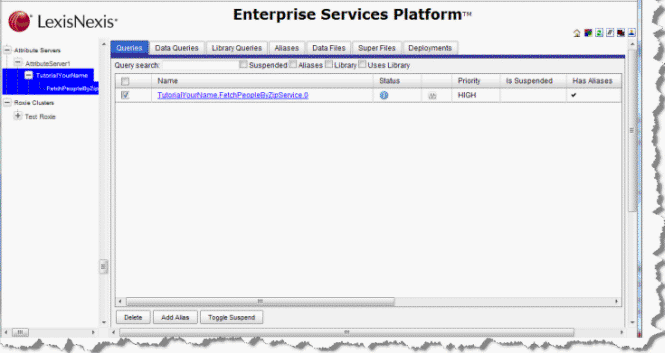 LexisNexis®
Enterprise Services Platform™
Attribute Servers
AttributeServer1
TutorialYourName
FetchPeopleByZip
Roxie Clusters
Test Roxie
Queries Data Queries Library Queries Aliases Data Files Super Files Deployments
Query search: Suspended Aliases Library Uses Library
Name Status Priority Is Suspended Has Aliases
TutorialYourName.FetchPeopleByZipService.0 HIGH
Delete Add Alias Toggle Suspend